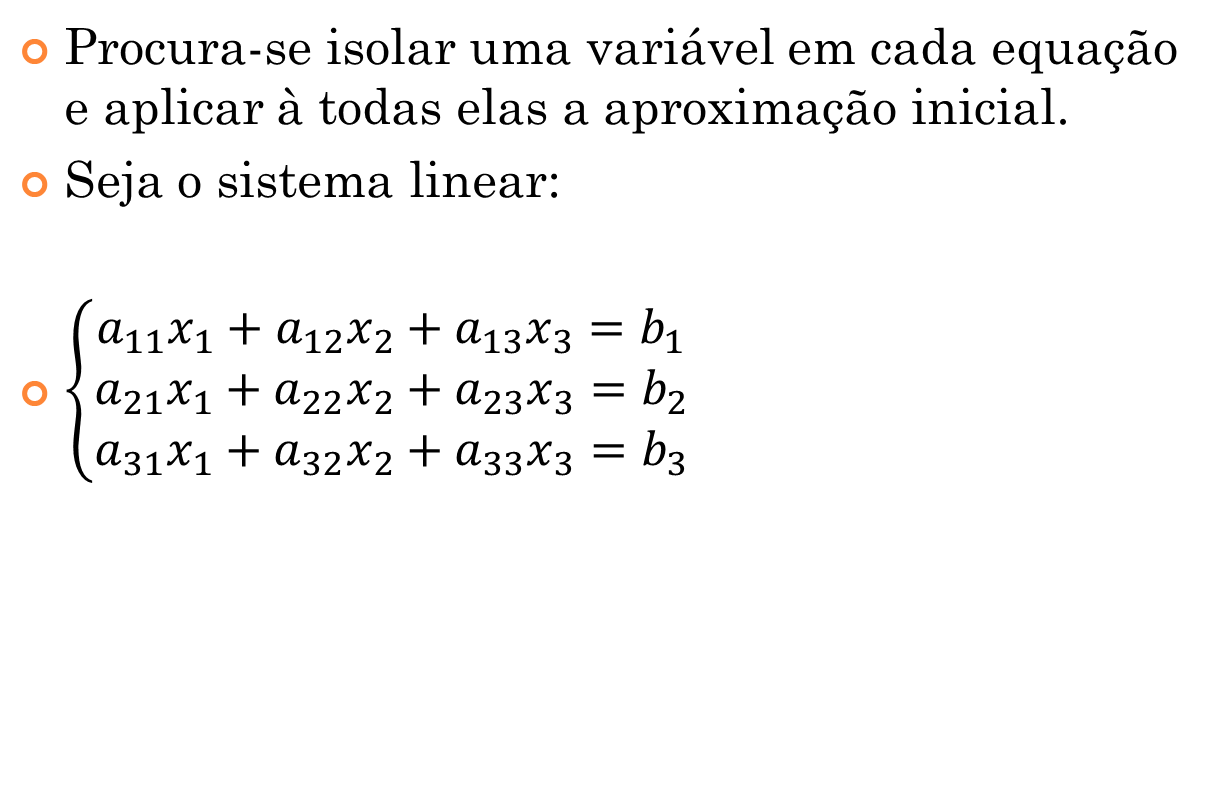 Procura-se isolar uma variável em cada equação
e aplicar à todas elas a aproximação inicial.
Seja o sistema linear:
a₁₁x₁ + a₁₂x₂ + a₁₃x₃ = b₁
a₂₁x₁ + a₂₂x₂ + a₂₃x₃ = b₂
a₃₁x₁ + a₃₂x₂ + a₃₃x₃ = b₃